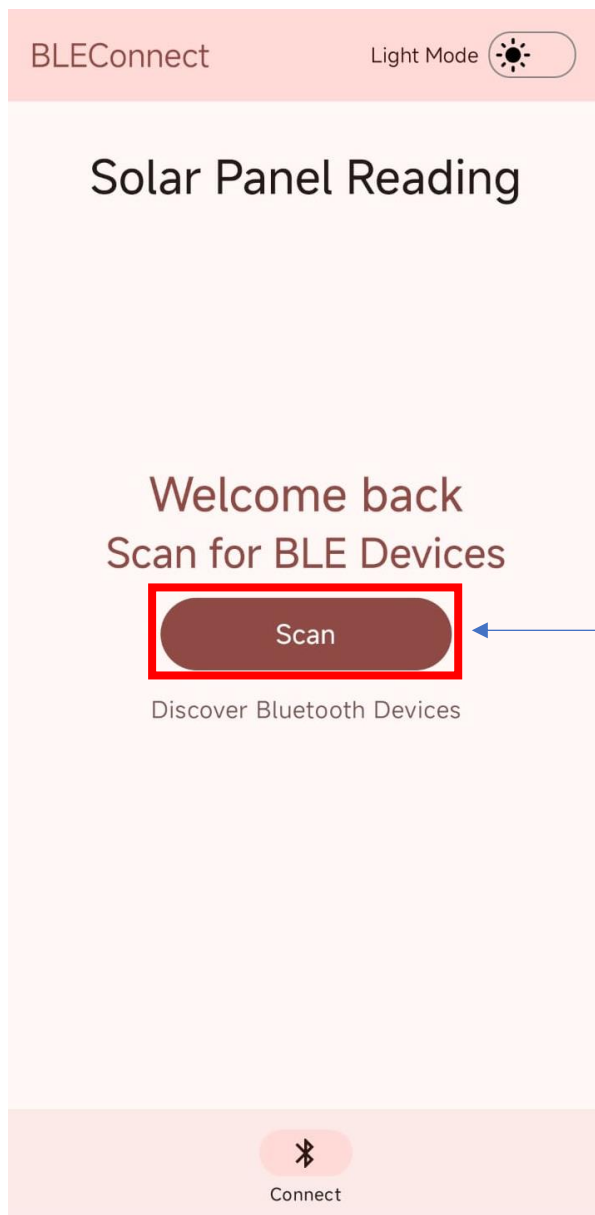 BLEConnect
Light Mode
Solar Panel Reading
Welcome back
Scan for BLE Devices
Scan
Discover Bluetooth Devices
Connect